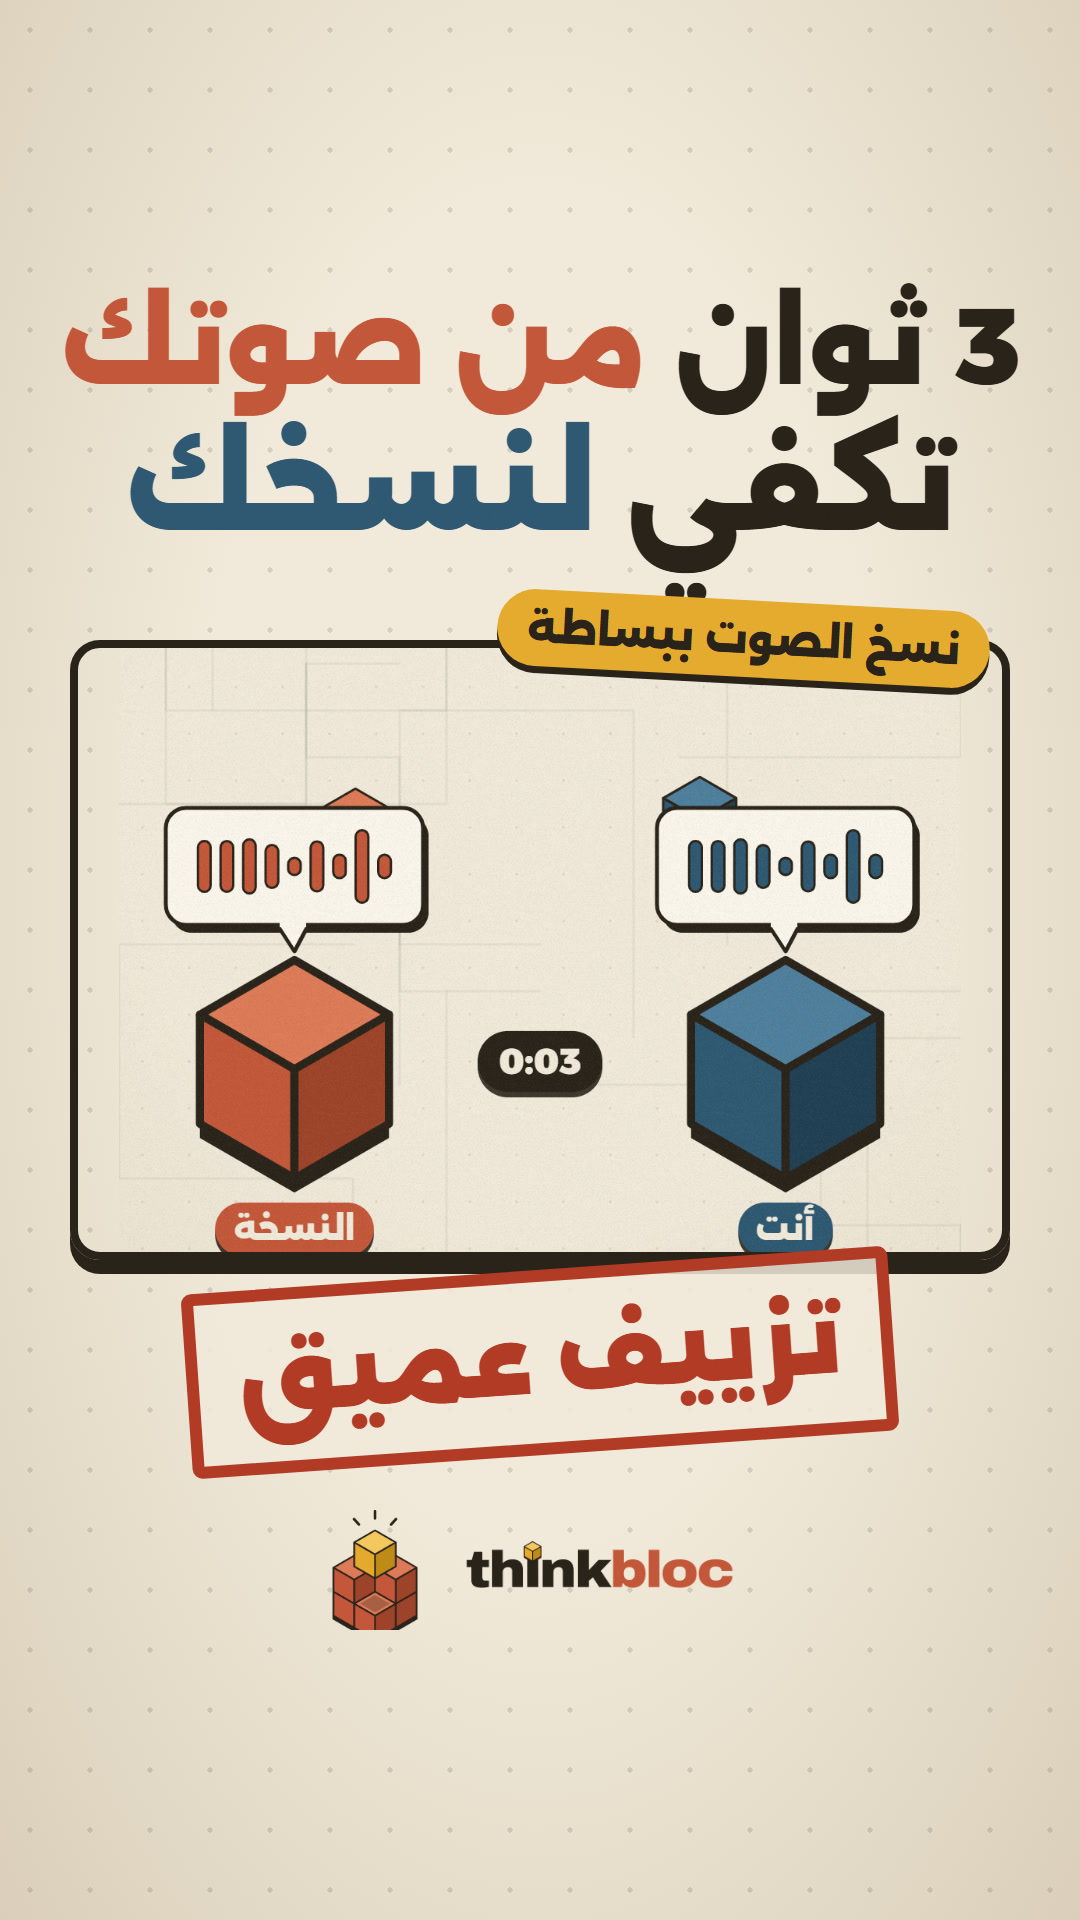 3 ثوان من صوتك
تكفي لنسخك
نسخ الصوت ببساطة
0:03
أنت
النسخة
تزييف عميق
thinkbloc